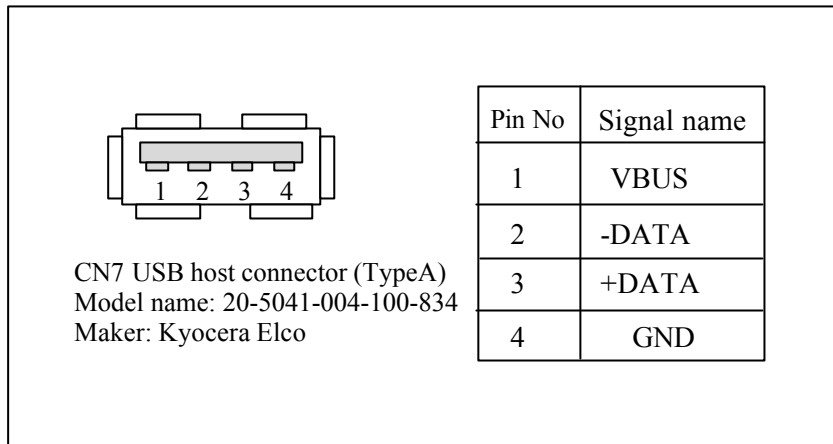 1 2 3 4
CN7 USB host connector (TypeA)
Model name: 20-5041-004-100-834
Maker: Kyocera Elco
Pin No Signal name
1 VBUS
2 -DATA
3 +DATA
4 GND